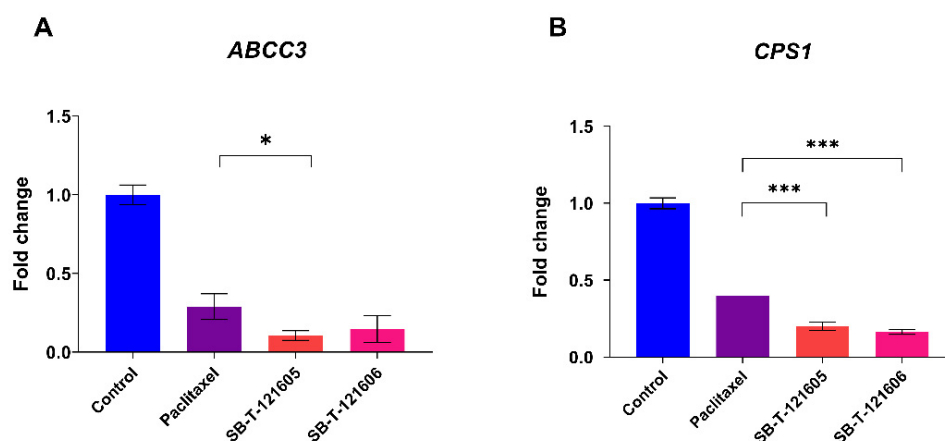 A
ABCC3
Fold change
1.5
1.0
0.5
0.0
*
Control
Paclitaxel
SB-T-121605
SB-T-121606
B
CPS1
Fold change
1.5
1.0
0.5
0.0
***
***
Control
Paclitaxel
SB-T-121605
SB-T-121606